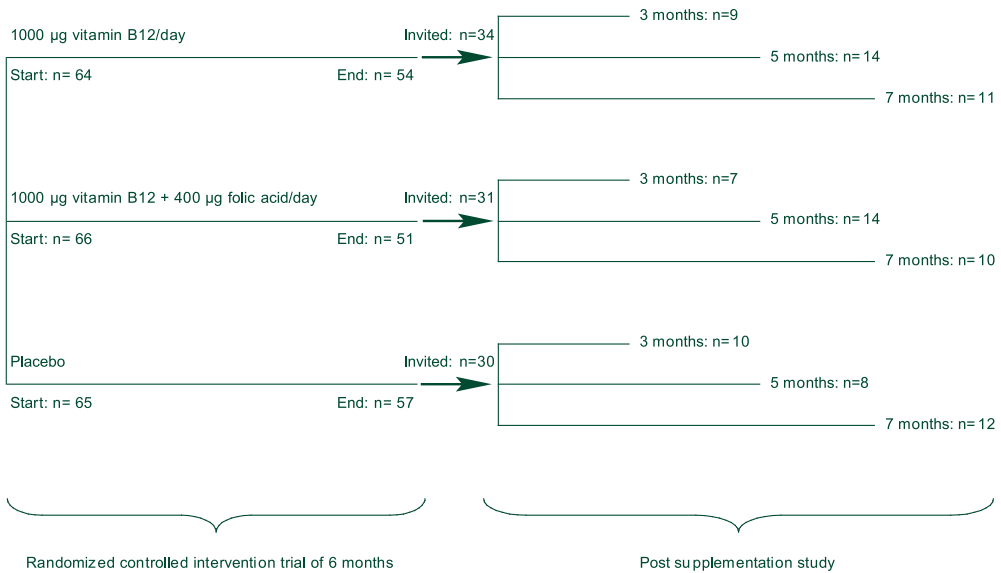 3 months: n=9
1000 µg vitamin B12/day
Invited: n=34
5 months: n=14
Start: n= 64
End: n= 54
7 months: n= 11
3 months: n=7
1000 µg vitamin B12 + 400 µg folic acid/day
Invited: n=31
5 months: n=14
Start: n= 66
End: n= 51
7 months: n= 10
3 months: n= 10
Placebo
Invited: n=30
5 months: n=8
Start: n= 65
End: n= 57
7 months: n= 12
Randomized controlled intervention trial of 6 months
Post supplementation study